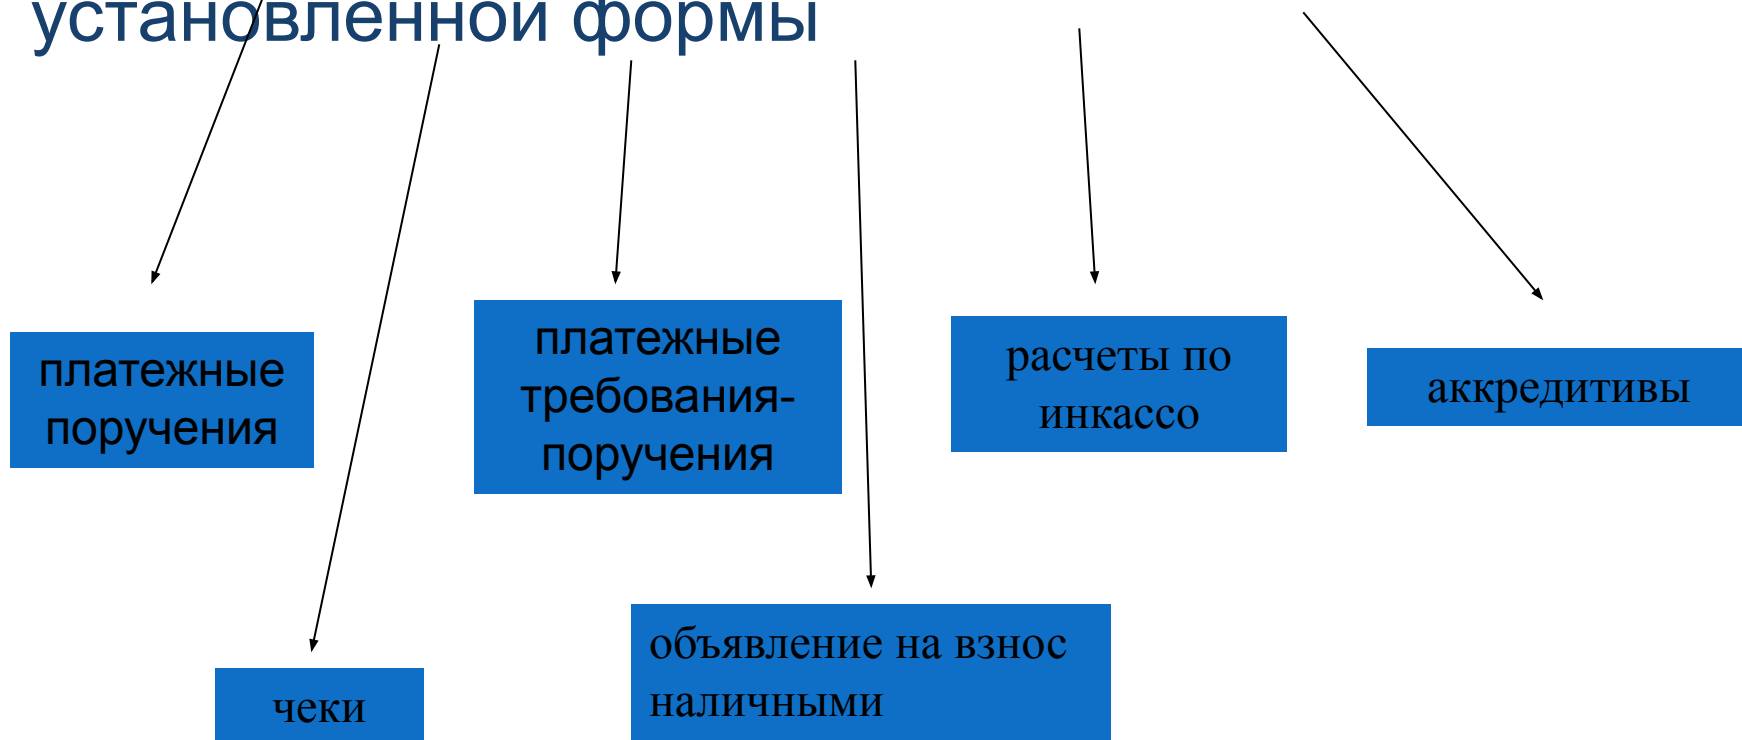 установленной формы
платежные
поручения
платежные
требования-
поручения
расчеты по
инкассо
аккредитивы
чеки
объявление на взнос
наличными